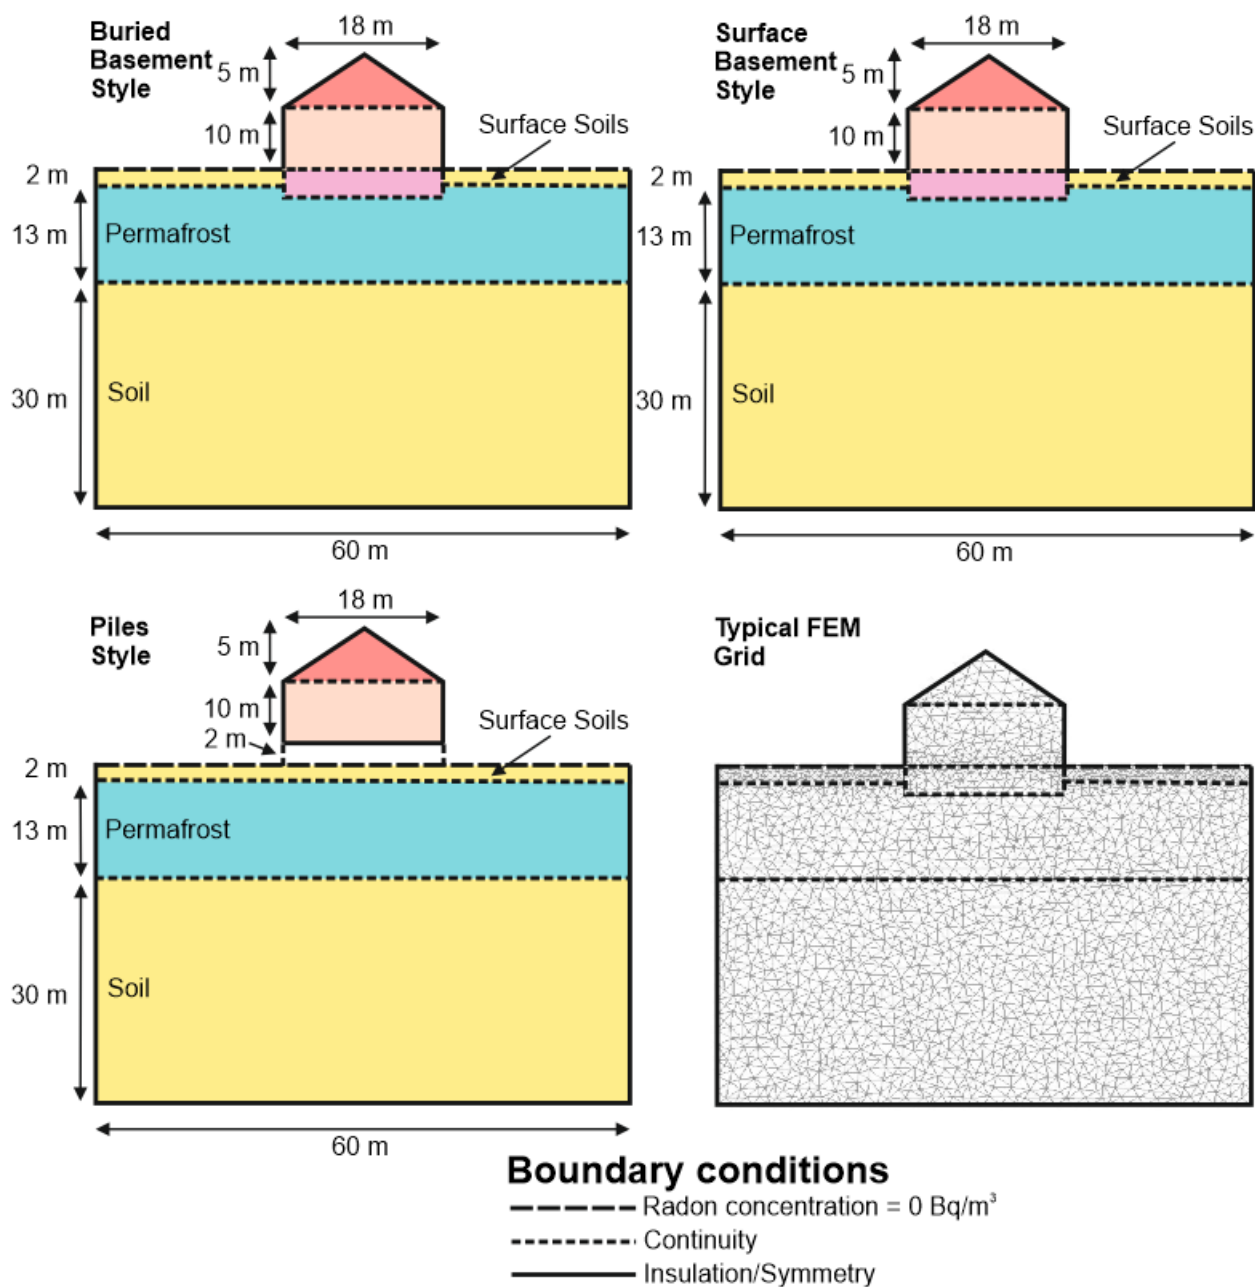 Buried
Basement
Style
18 m
5 m
10 m
Surface Soils
2 m
13 m
Permafrost
30 m
Soil
60 m
Surface
Basement
Style
18 m
5 m
10 m
Surface Soils
2 m
13 m
Permafrost
30 m
Soil
60 m
Piles
Style
18 m
5 m
10 m
2 m
Surface Soils
2 m
13 m
Permafrost
30 m
Soil
60 m
Typical FEM
Grid
Boundary conditions
Radon concentration = 0 Bq/m³
Continuity
Insulation/Symmetry